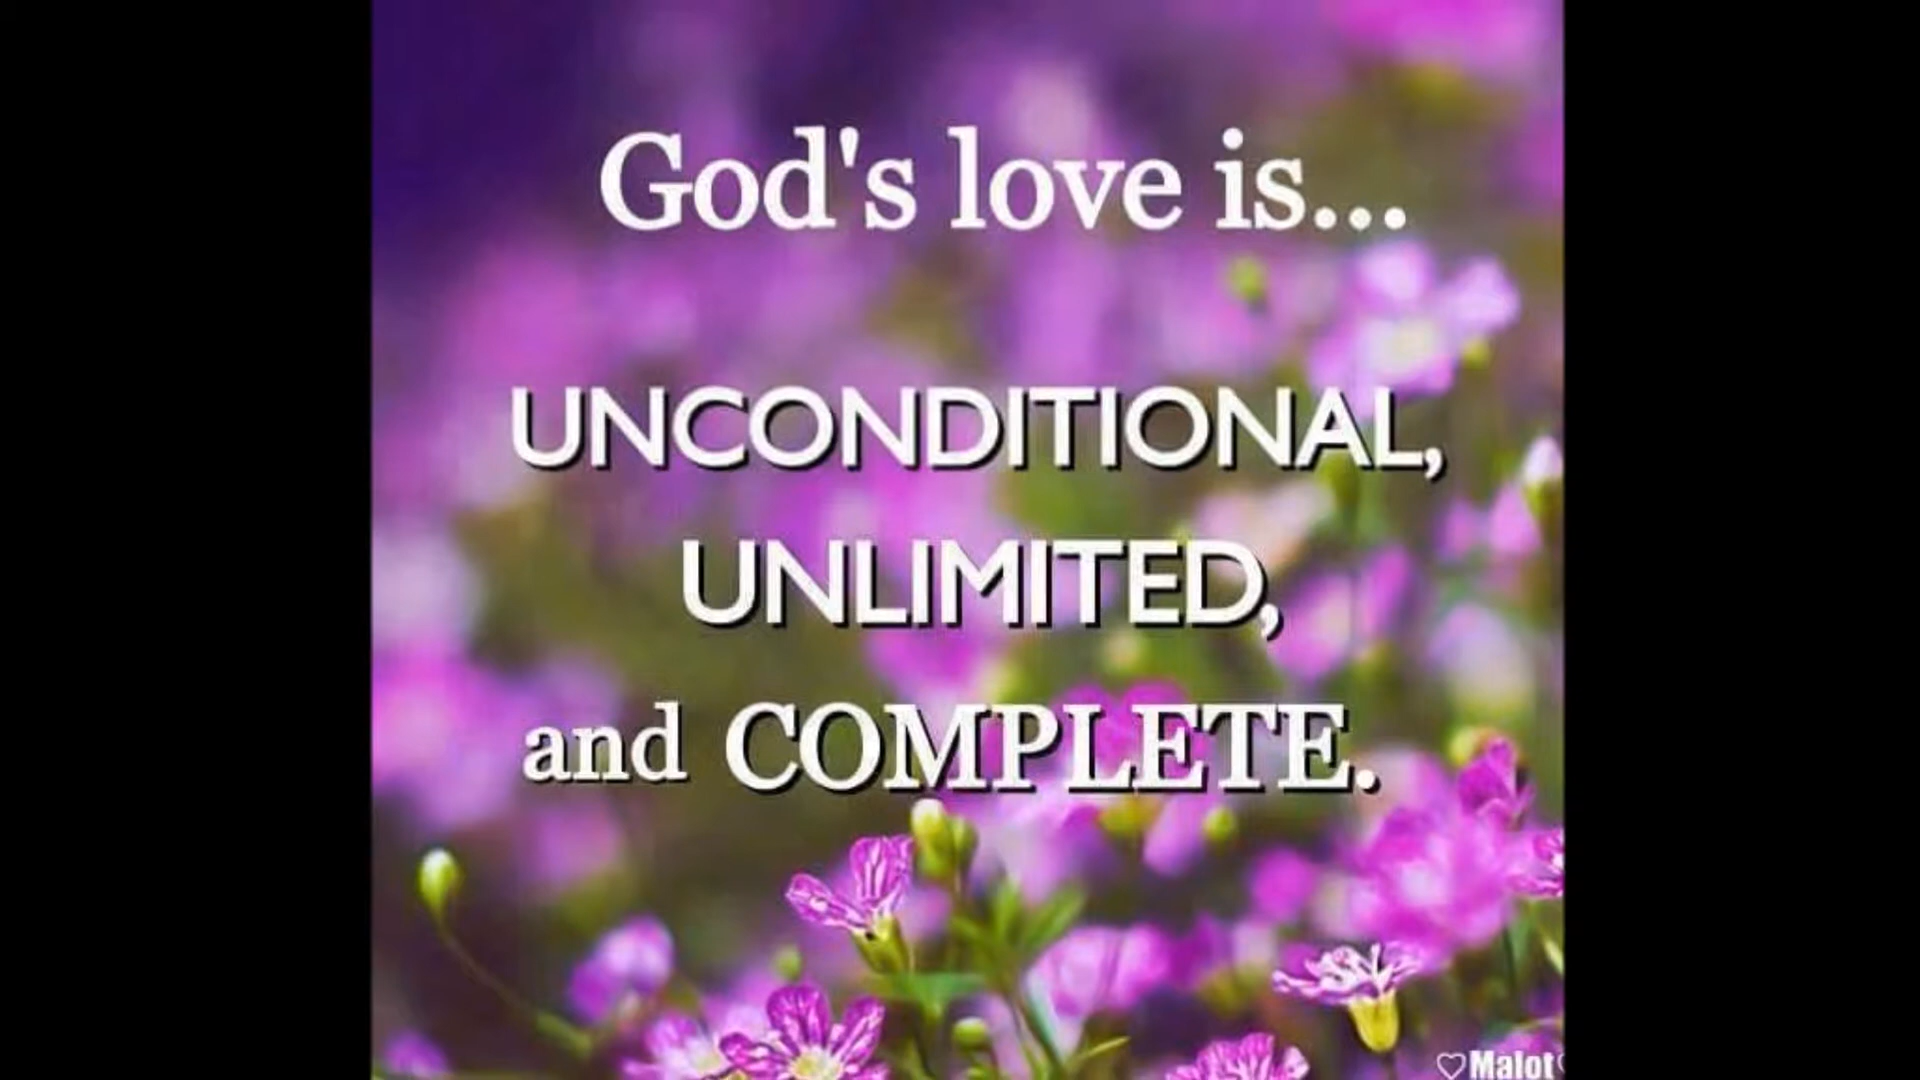 God's love is...
UNCONDITIONAL,
UNLIMITED,
and COMPLETE.
♡Malot♡